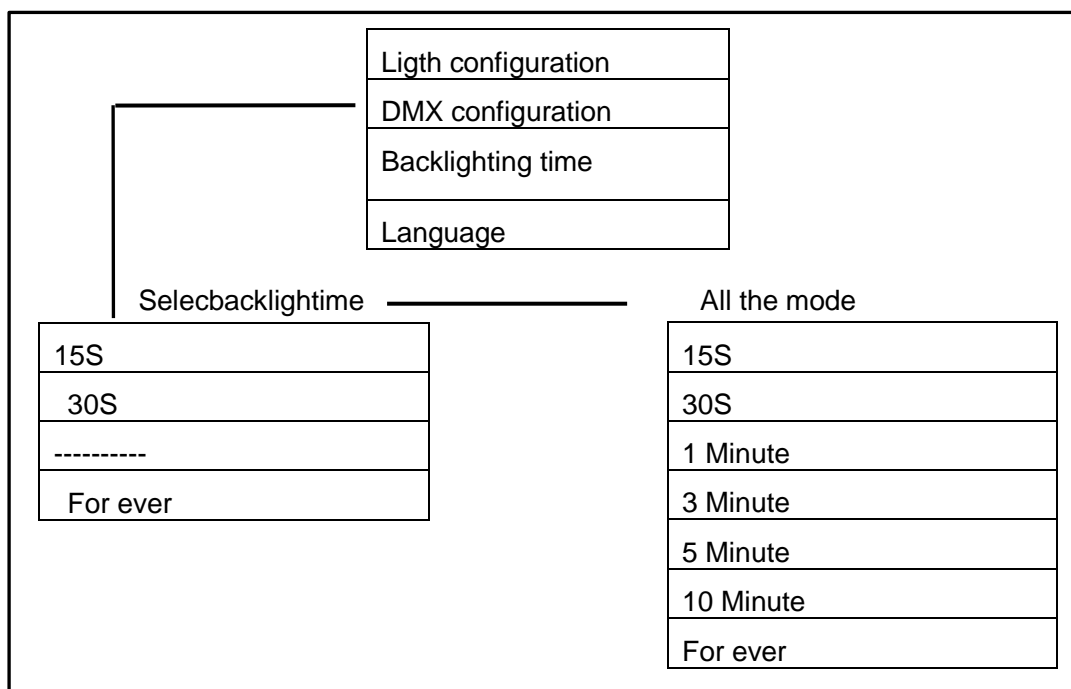 Ligth configuration
DMX configuration
Backlighting time
Language
Selecbacklightime
All the mode
15S
30S
----------
For ever
15S
30S
1 Minute
3 Minute
5 Minute
10 Minute
For ever